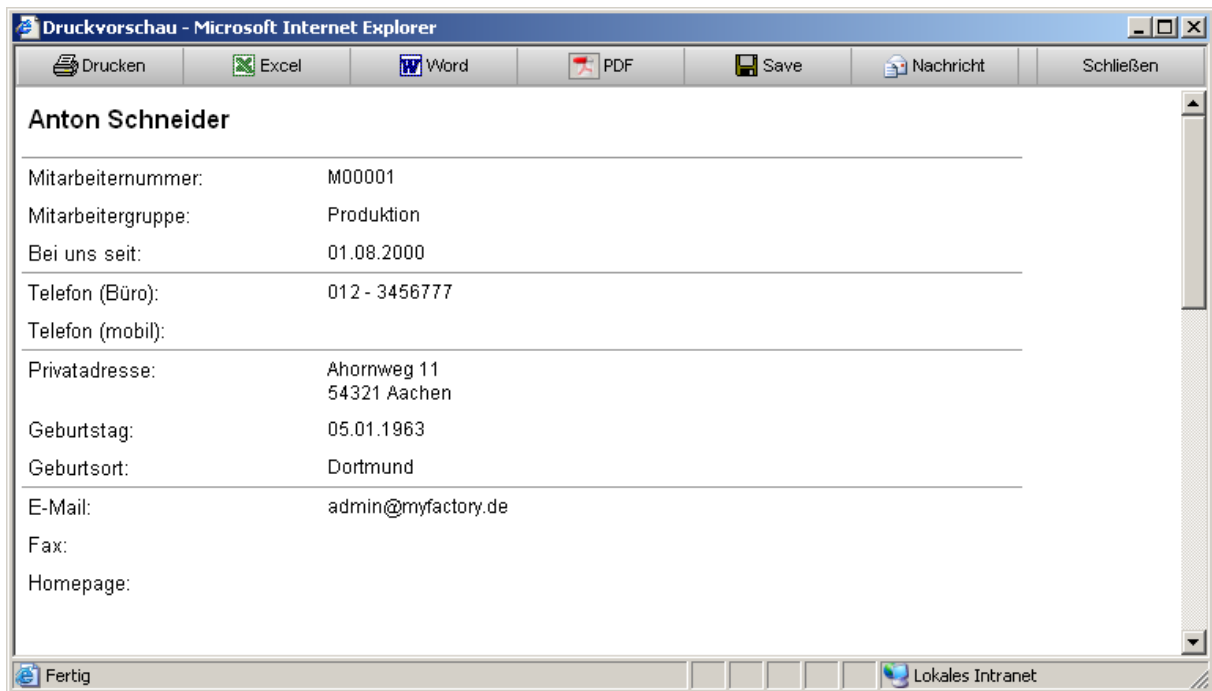 Druckvorschau - Microsoft Internet Explorer
Drucken Excel Word PDF Save Nachricht Schließen
Anton Schneider
Mitarbeiternummer: M00001
Mitarbeitergruppe: Produktion
Bei uns seit: 01.08.2000
Telefon (Büro): 012 - 3456777
Telefon (mobil):
Privatadresse: Ahornweg 11
54321 Aachen
Geburtstag: 05.01.1963
Geburtsort: Dortmund
E-Mail: admin@myfactory.de
Fax:
Homepage:
Fertig Lokales Intranet